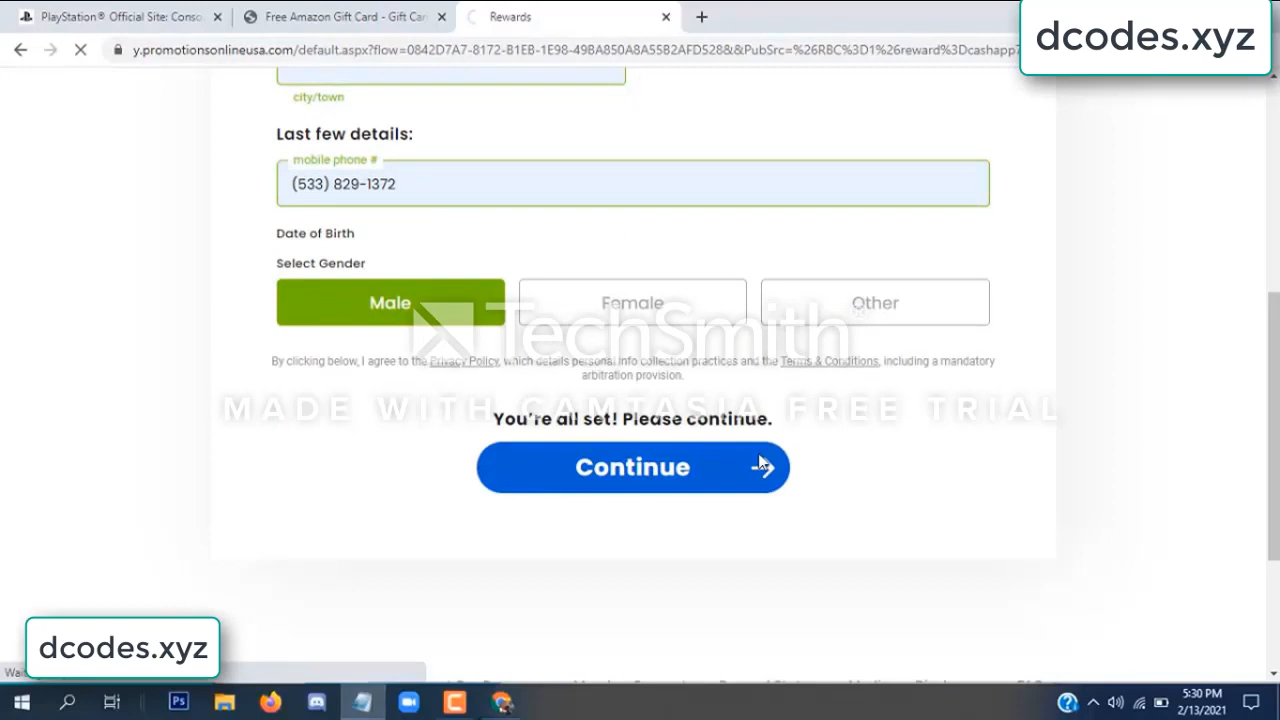 PlayStation® Official Site: Conso
Free Amazon Gift Card - Gift Car
Rewards
y.promotionsonlineusa.com/default.aspx?flow=0842D7A7-8172-B1EB-1E98-49BA850A8A55B2AFD528&&PubSrc=%26RBC%3D1%26reward%3Dcashapp7
dcodes.xyz
city/town
Last few details:
mobile phone #
(533) 829-1372
Date of Birth
Select Gender
Male
Female
Other
TechSmith
By clicking below, I agree to the Privacy Policy, which details personal info collection practices and the Terms & Conditions, including a mandatory
arbitration provision.
MADE WITH CAMTASIA FREE TRIAL
You're all set! Please continue.
Continue
dcodes.xyz
Ps
5:30 PM
2/13/2021